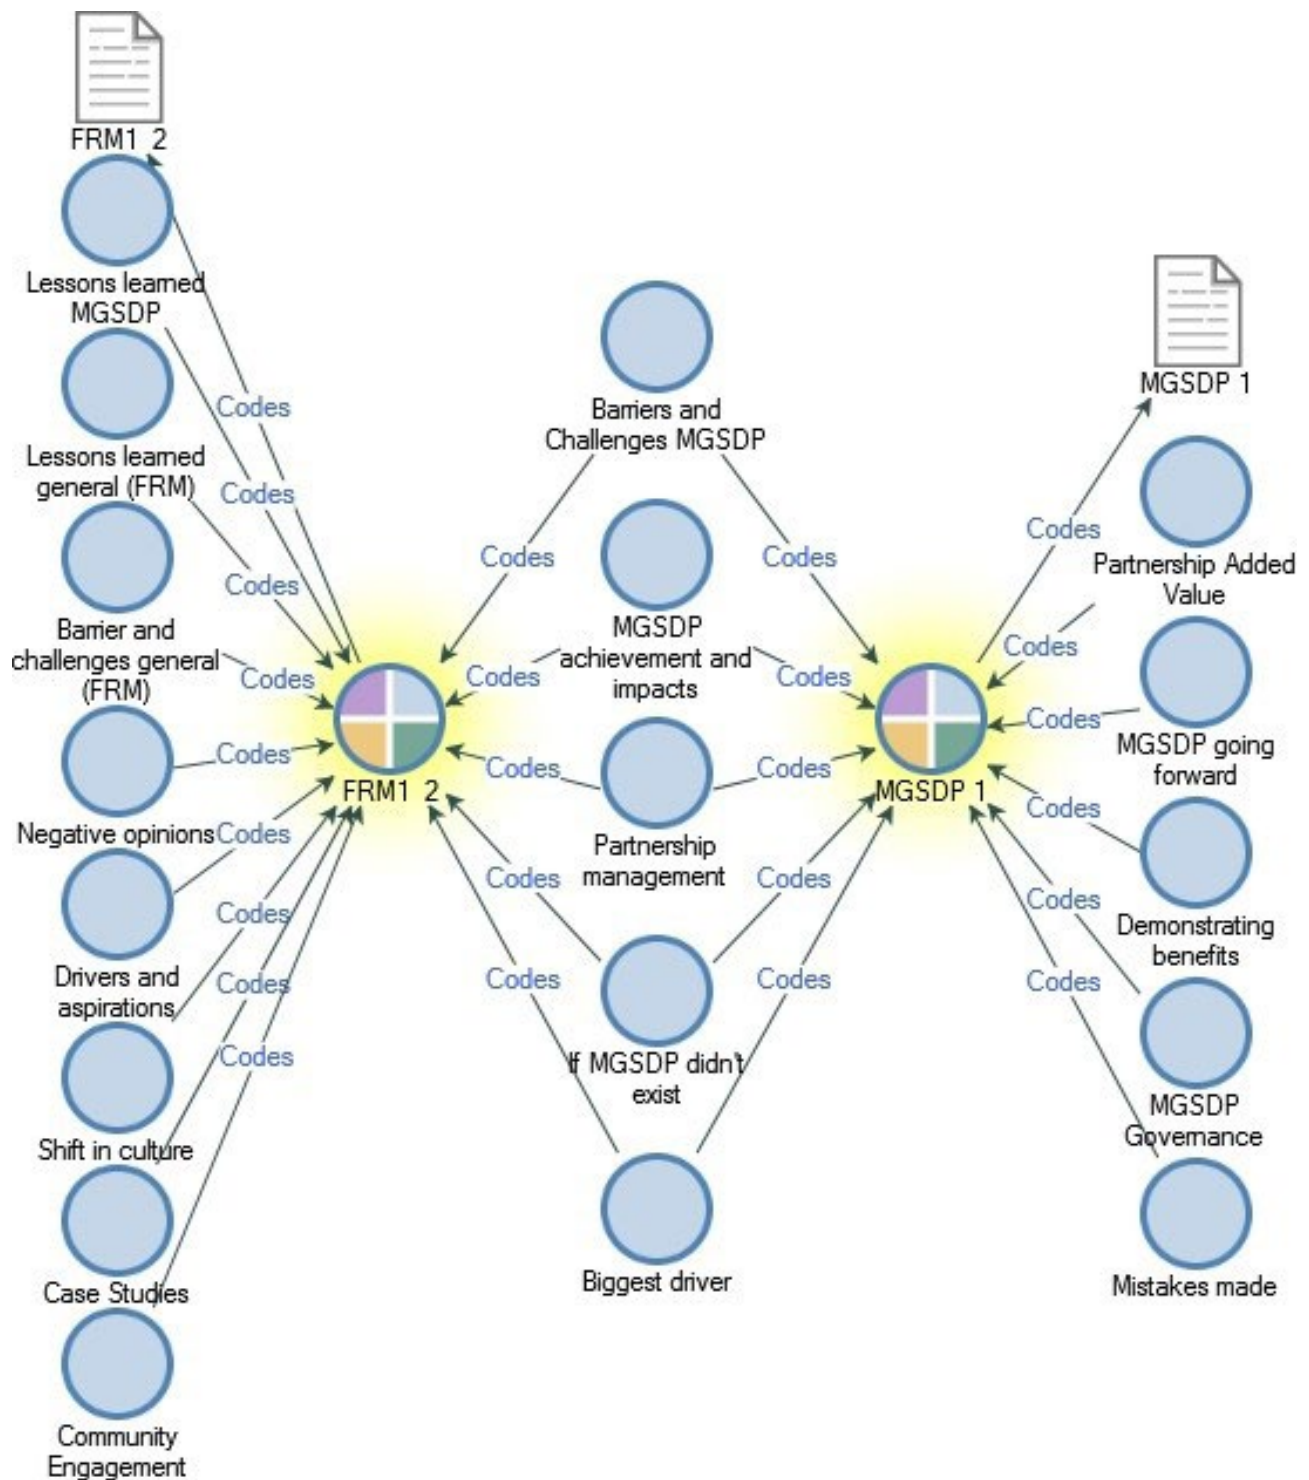 FRM1 2
Lessons learned
MGSDP
Lessons learned
general (FRM)
Barrier and
challenges general
(FRM)
Negative opinions
Drivers and
aspirations
Shift in culture
Case Studies
Community
Engagement
Codes
Codes
Codes
Codes
Codes
Codes
Codes
Codes
Codes
FRM1 2
Barriers and
Challenges MGSDP
MGSDP
achievement and
impacts
Partnership
management
If MGSDP didn't
exist
Biggest driver
Codes
Codes
Codes
Codes
Codes
Codes
Codes
Codes
Codes
Codes
MGSDP 1
MGSDP 1
Partnership Added
Value
MGSDP going
forward
Demonstrating
benefits
MGSDP
Governance
Mistakes made
Codes
Codes
Codes
Codes
Codes
Codes